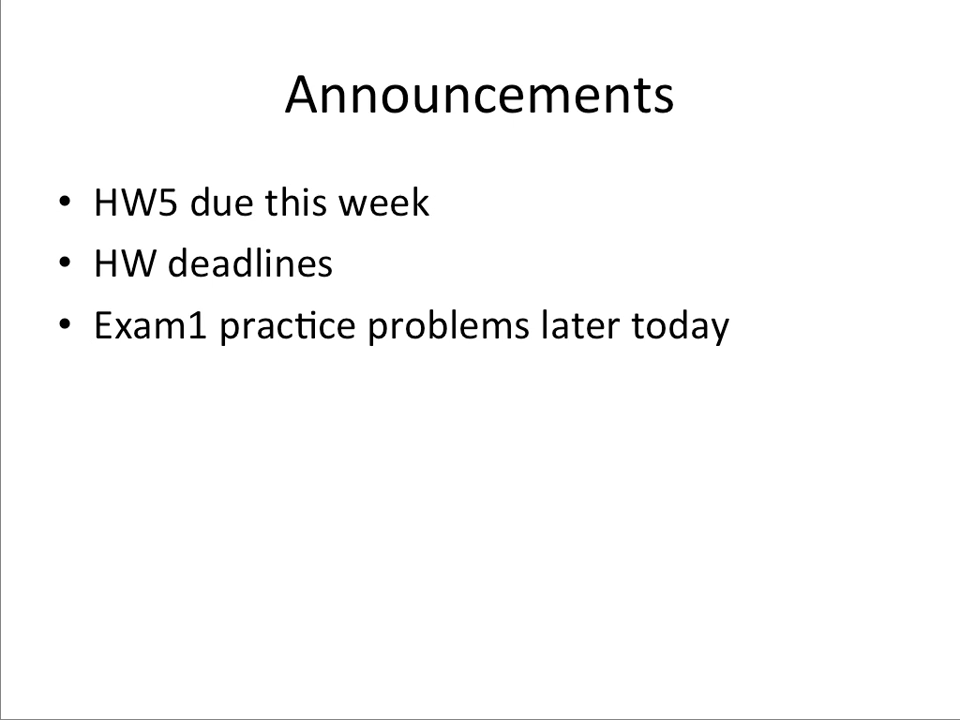 Announcements
• HW5 due this week
• HW deadlines
• Exam1 practice problems later today